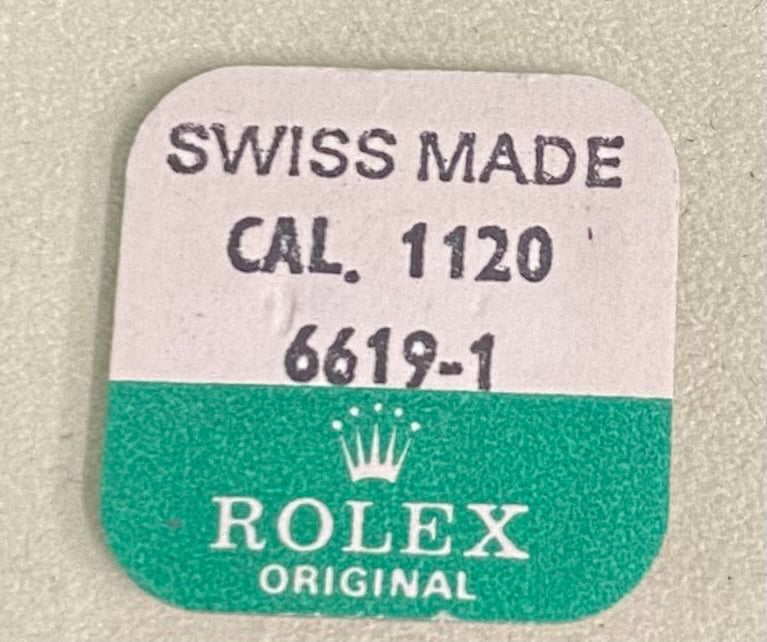 SWISS MADE
CAL. 1120
6619-1
ROLEX
ORIGINAL